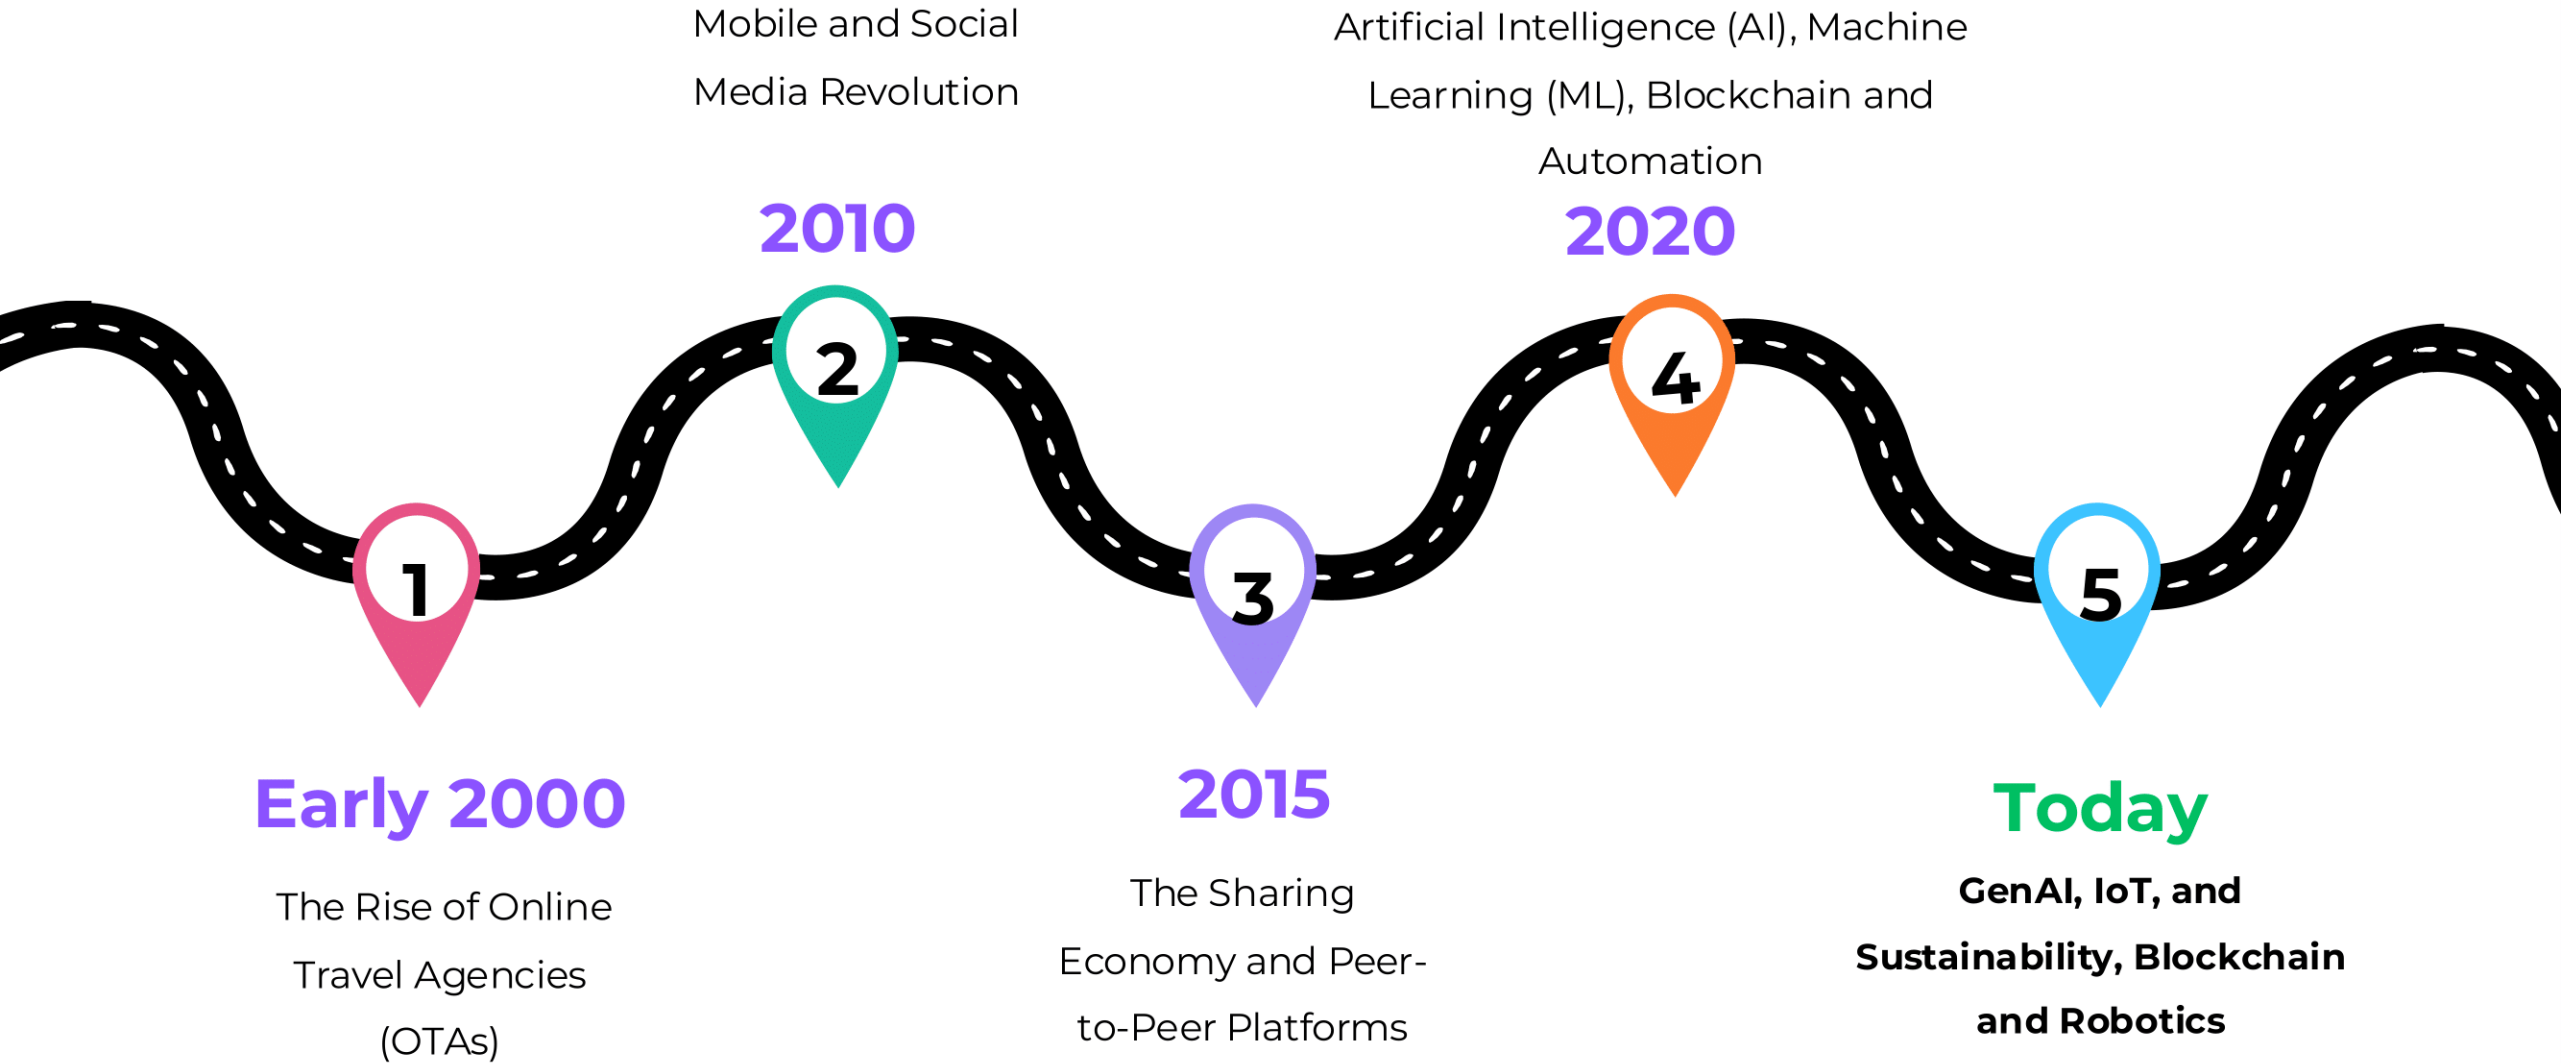 Mobile and Social
Media Revolution
2010
Artificial Intelligence (AI), Machine
Learning (ML), Blockchain and
Automation
2020
1
2
3
4
5
Early 2000
The Rise of Online
Travel Agencies
(OTAs)
2015
The Sharing
Economy and Peer-
to-Peer Platforms
Today
GenAI, IoT, and
Sustainability, Blockchain
and Robotics